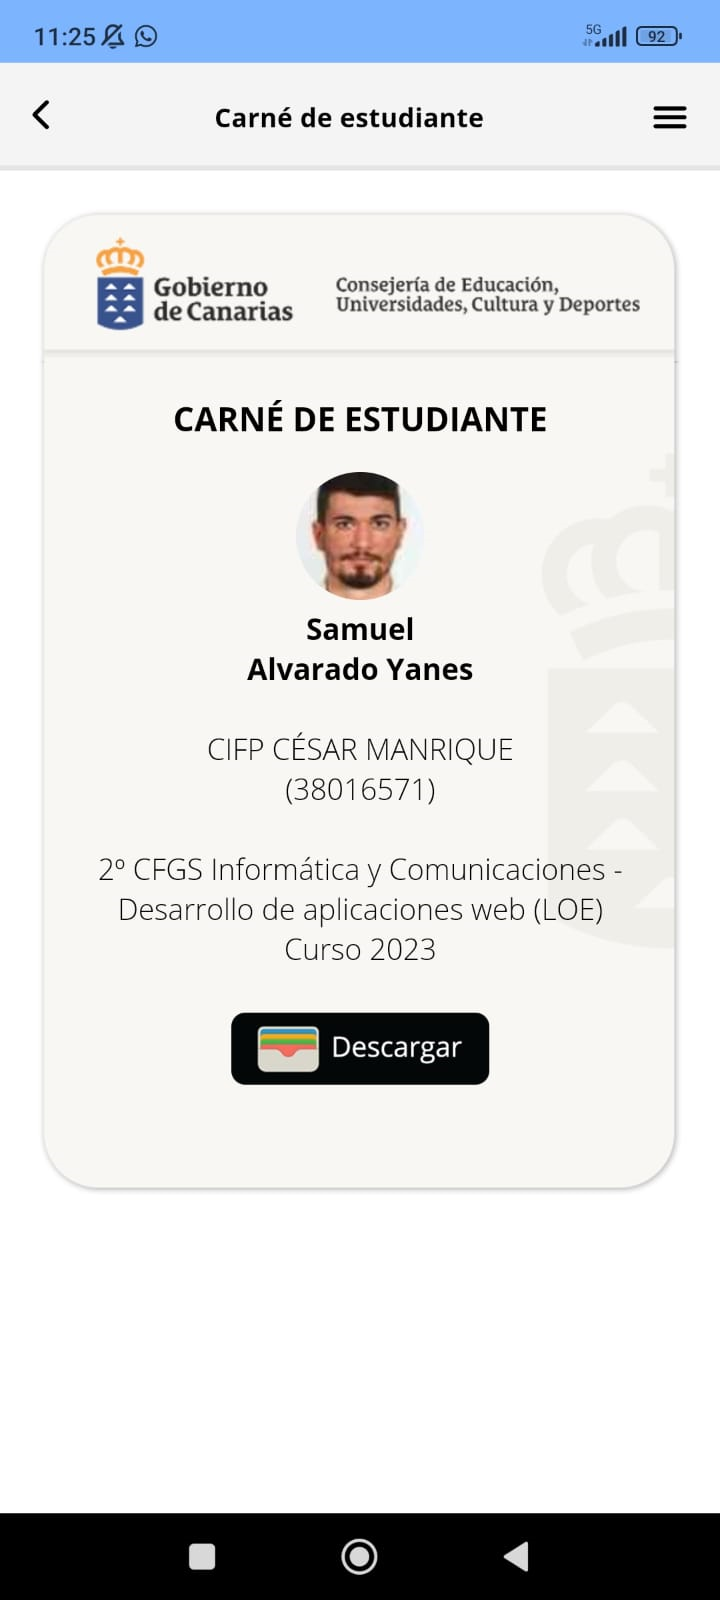 11:25
5G
92
Carné de estudiante
Gobierno
de Canarias
Consejería de Educación,
Universidades, Cultura y Deportes
CARNÉ DE ESTUDIANTE
Samuel
Alvarado Yanes
CIFP CÉSAR MANRIQUE
(38016571)
2º CFGS Informática y Comunicaciones -
Desarrollo de aplicaciones web (LOE)
Curso 2023
Descargar